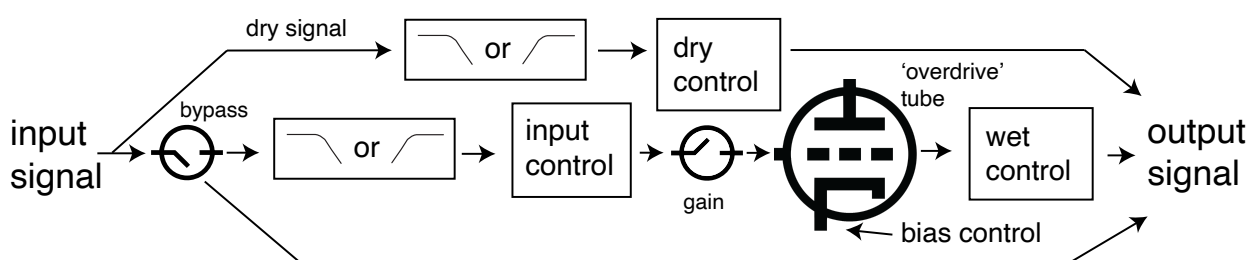 dry signal
or
dry
control
'overdrive'
tube
bypass
input
signal
or
input
control
gain
wet
control
output
signal
bias control